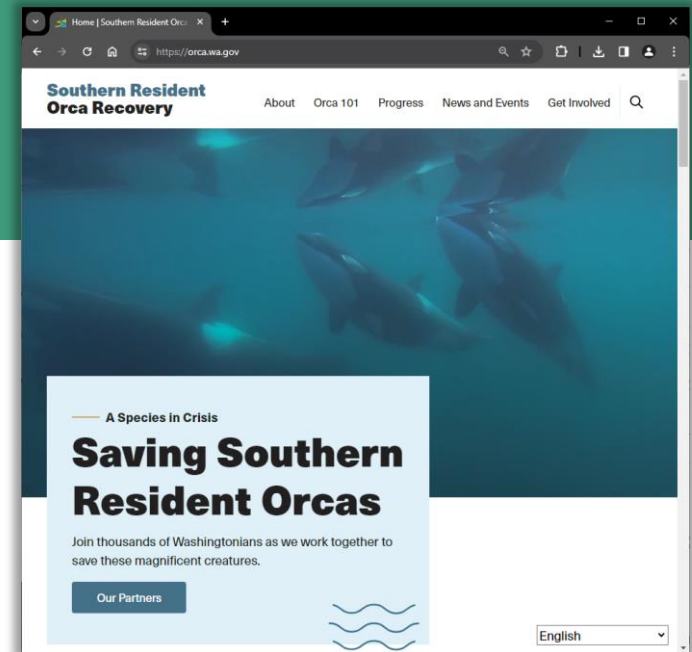 Home | Southern Resident Orc
https://orca.wa.gov
Southern Resident
Orca Recovery
About Orca 101 Progress News and Events Get Involved
A Species in Crisis
Saving Southern
Resident Orcas
Join thousands of Washingtonians as we work together to
save these magnificent creatures.
Our Partners
English